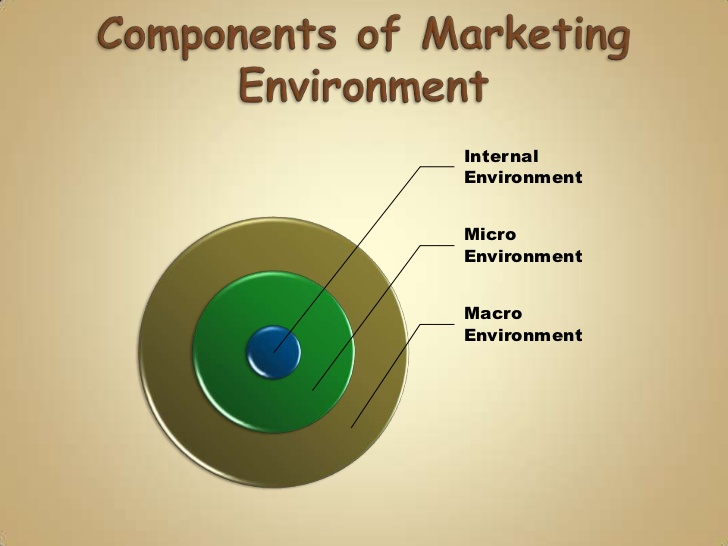 Components of Marketing
Environment
Internal
Environment
Micro
Environment
Macro
Environment